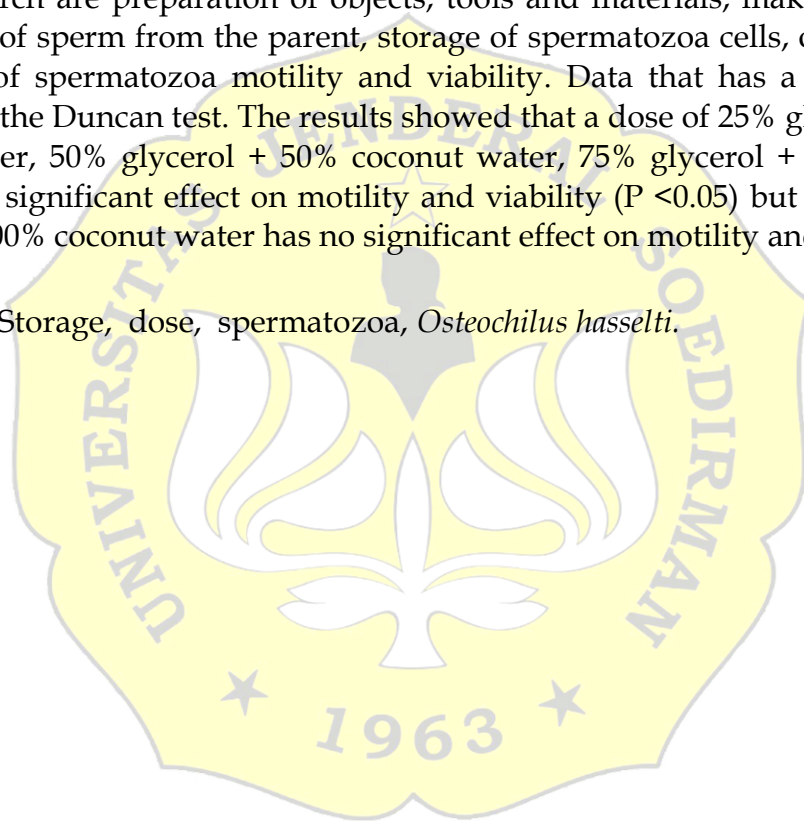 rch are preparation of objects, tools and materials, mak
of sperm from the parent, storage of spermatozoa cells,
of spermatozoa motility and viability. Data that has a
the Duncan test. The results showed that a dose of 25%
er, 50% glycerol + 50% coconut water, 75% glycerol +
significant effect on motility and viability (P <0.05) but
00% coconut water has no significant effect on motility an
Storage, dose, spermatozoa, Osteochilus hasselti.
UNIVERSITAS JENDERAL SOEDIRMAN
1963